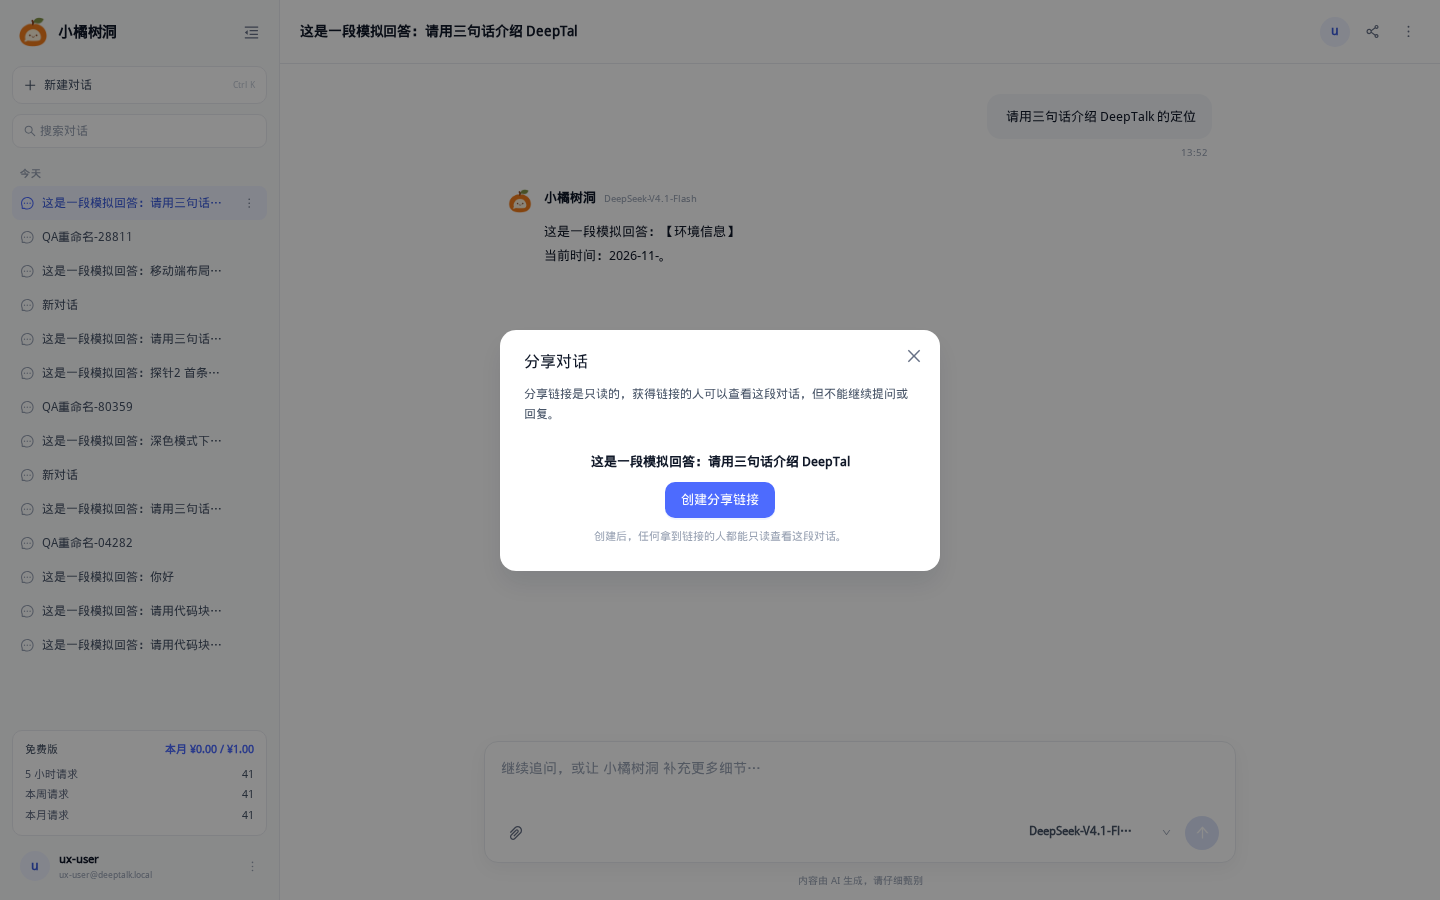 小橘树洞
新建对话 Ctrl K
搜索对话
今天
这是一段模拟回答：请用三句话···
QA重命名-28811
这是一段模拟回答：移动端布局···
新对话
这是一段模拟回答：请用三句话···
这是一段模拟回答：探针2 首条···
QA重命名-80359
这是一段模拟回答：深色模式下···
新对话
这是一段模拟回答：请用三句话···
QA重命名-04282
这是一段模拟回答：你好
这是一段模拟回答：请用代码块···
这是一段模拟回答：请用代码块···
免费版 本月 ¥0.00 / ¥1.00
5 小时请求 41
本周请求 41
本月请求 41
u
ux-user
ux-user@deeptalk.local
这是一段模拟回答：请用三句话介绍 DeepTal
u
请用三句话介绍 DeepTalk 的定位
13:52
小橘树洞 DeepSeek-V4.1-Flash
这是一段模拟回答：【环境信息】
当前时间：2026-11-。
分享对话
分享链接是只读的，获得链接的人可以查看这段对话，但不能继续提问或
回复。
这是一段模拟回答：请用三句话介绍 DeepTal
创建分享链接
创建后，任何拿到链接的人都能只读查看这段对话。
继续追问，或让 小橘树洞 补充更多细节···
DeepSeek-V4.1-Fl···
内容由 AI 生成，请仔细甄别